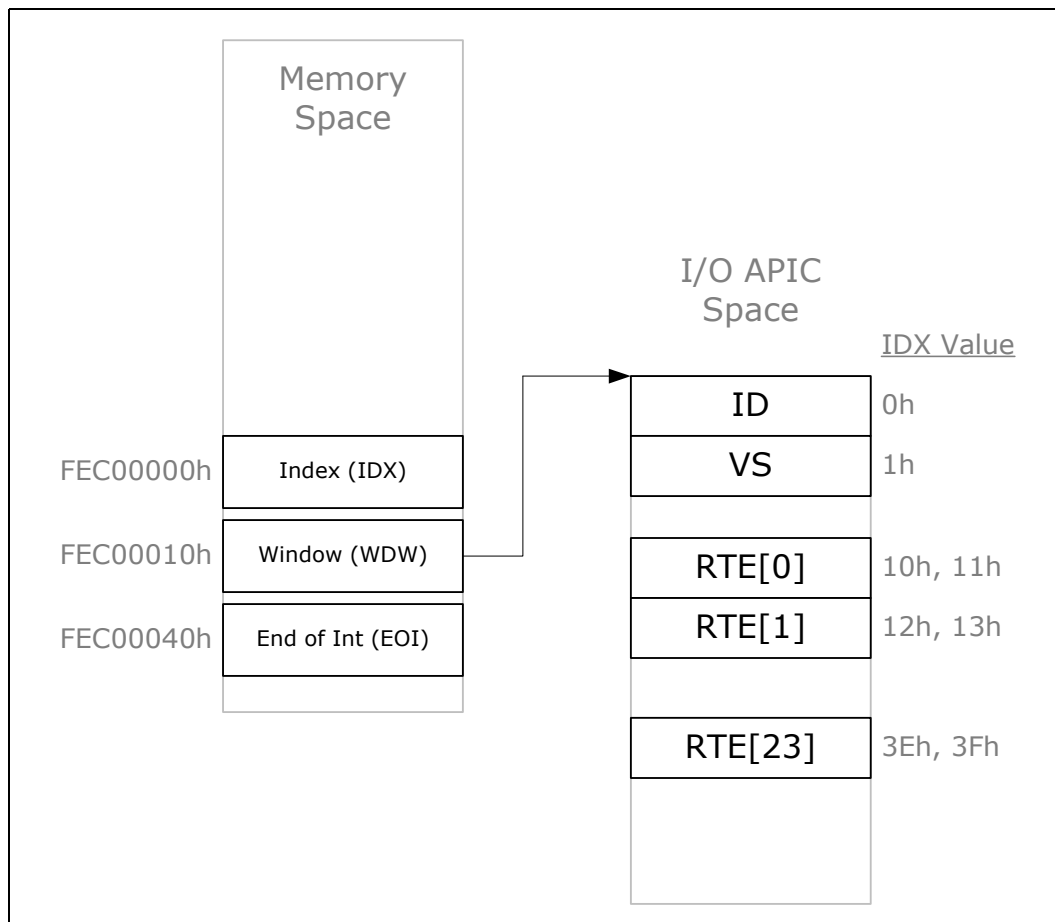 Memory
Space
I/O APIC
Space
IDX Value
ID 0h
FEC00000h Index (IDX) VS 1h
FEC00010h Window (WDW) RTE[0] 10h, 11h
FEC00040h End of Int (EOI) RTE[1] 12h, 13h
RTE[23] 3Eh, 3Fh